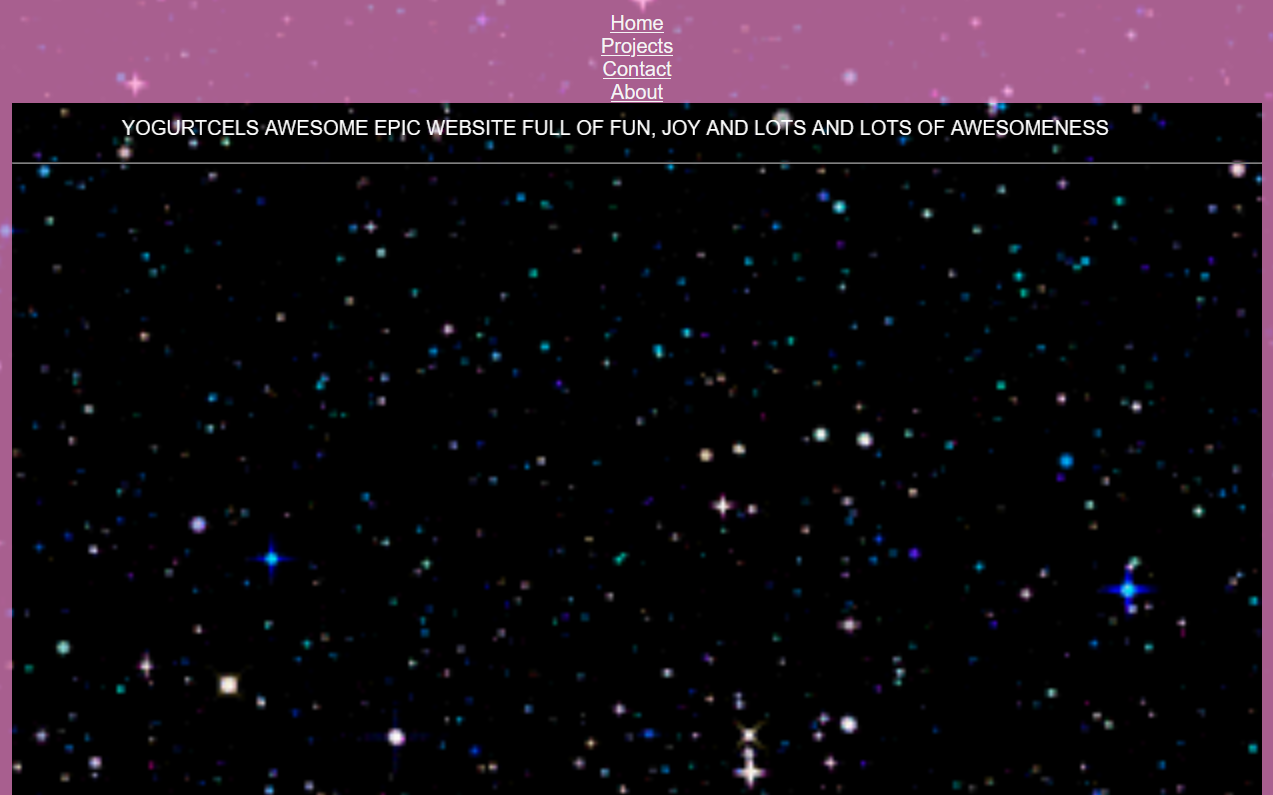 Home
Projects
Contact
About
YOGURTCELS AWESOME EPIC WEBSITE FULL OF FUN, JOY AND LOTS AND LOTS OF AWESOMENESS